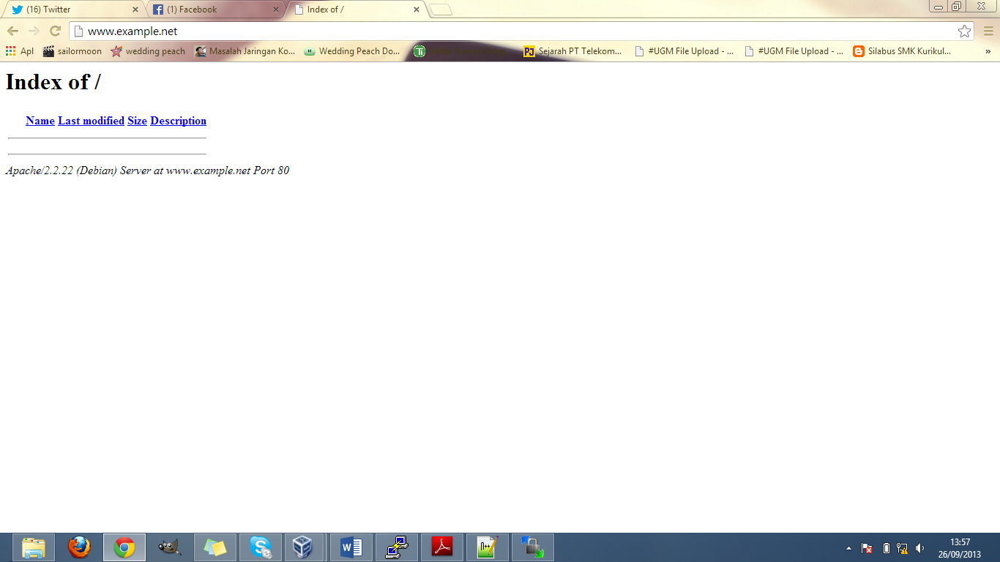 (16) Twitter
(1) Facebook
Index of /
www.example.net
Apl
sailormoon
wedding peach
Masalah Jaringan Ko...
Wedding Peach Do...
Sejarah PT Telekom...
#UGM File Upload - ...
#UGM File Upload - ...
Silabus SMK Kurikul...
»
Index of /
Name Last modified Size Description
Apache/2.2.22 (Debian) Server at www.example.net Port 80
13:57
26/09/2013